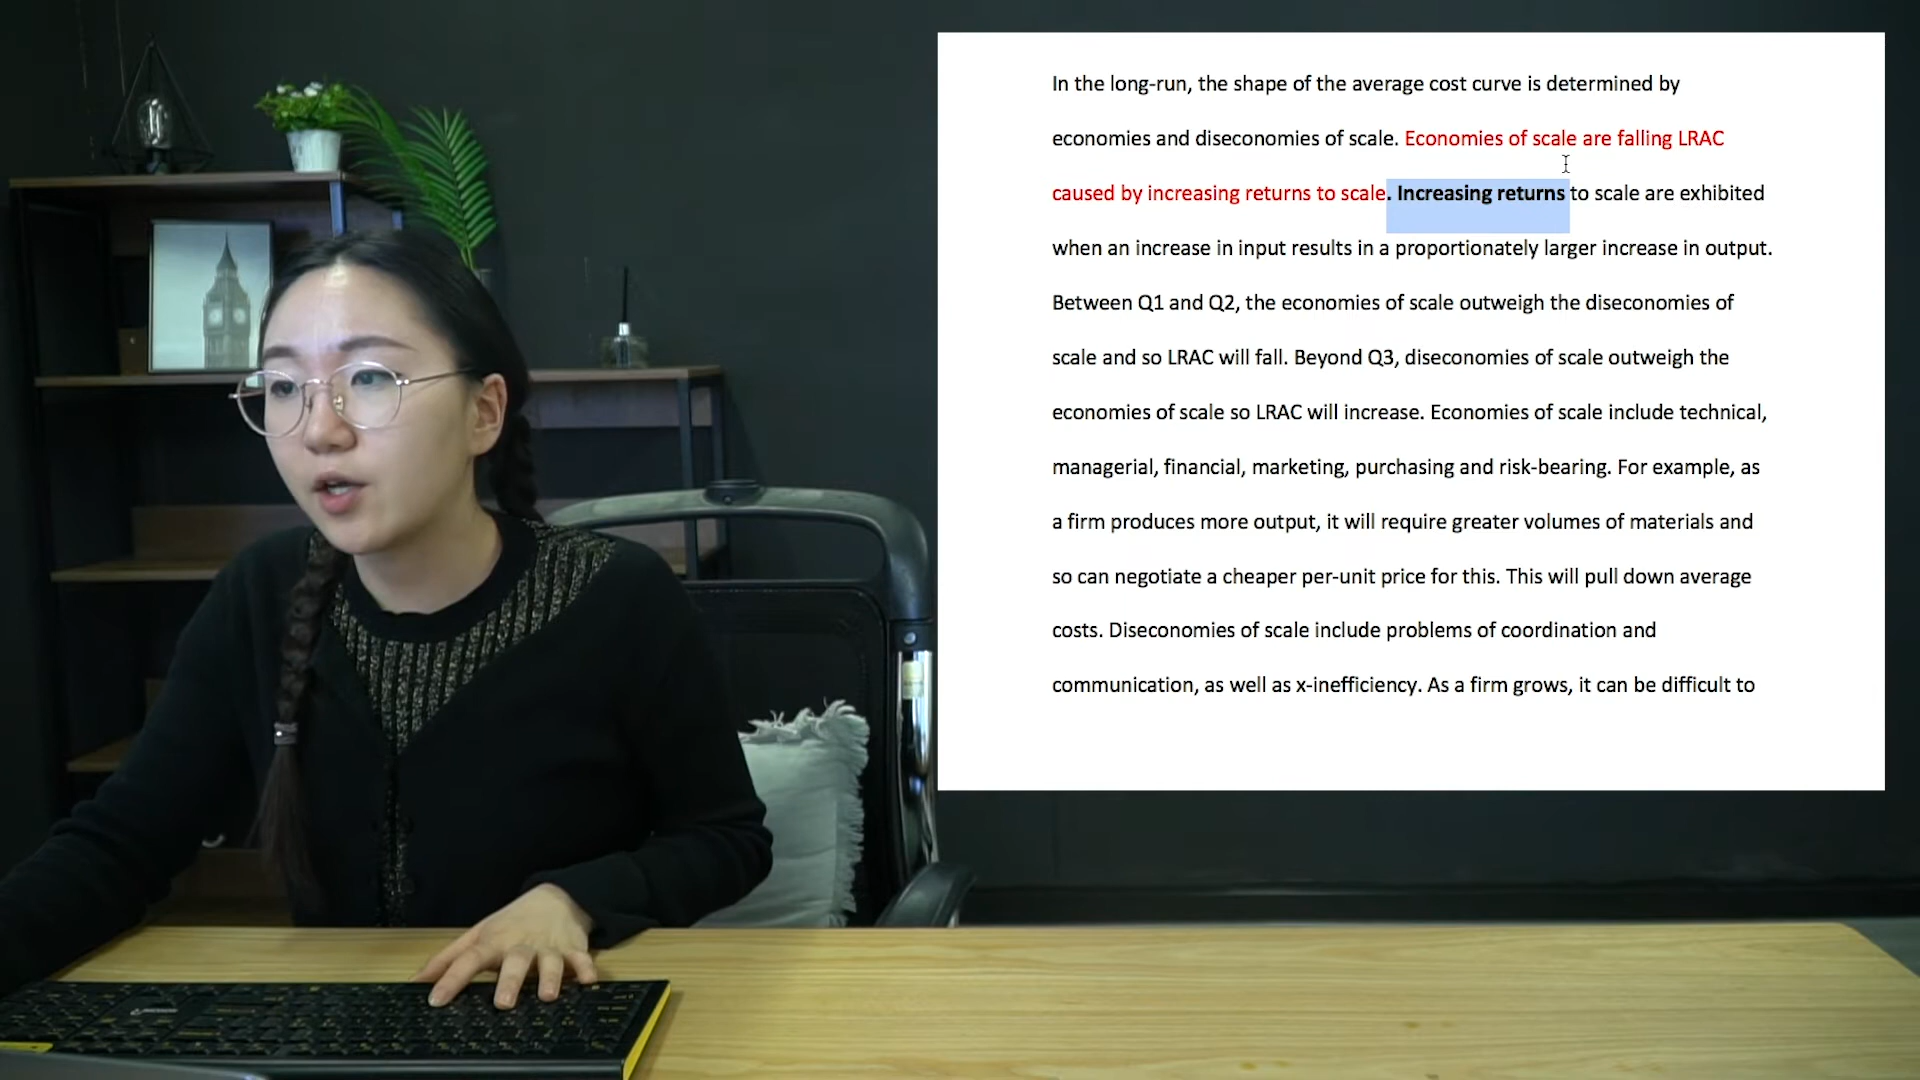 In the long-run, the shape of the average cost curve is determined by
economies and diseconomies of scale. Economies of scale are falling LRAC
caused by increasing returns to scale. Increasing returns to scale are exhibited
when an increase in input results in a proportionately larger increase in output.
Between Q1 and Q2, the economies of scale outweigh the diseconomies of
scale and so LRAC will fall. Beyond Q3, diseconomies of scale outweigh the
economies of scale so LRAC will increase. Economies of scale include technical,
managerial, financial, marketing, purchasing and risk-bearing. For example, as
a firm produces more output, it will require greater volumes of materials and
so can negotiate a cheaper per-unit price for this. This will pull down average
costs. Diseconomies of scale include problems of coordination and
communication, as well as x-inefficiency. As a firm grows, it can be difficult to